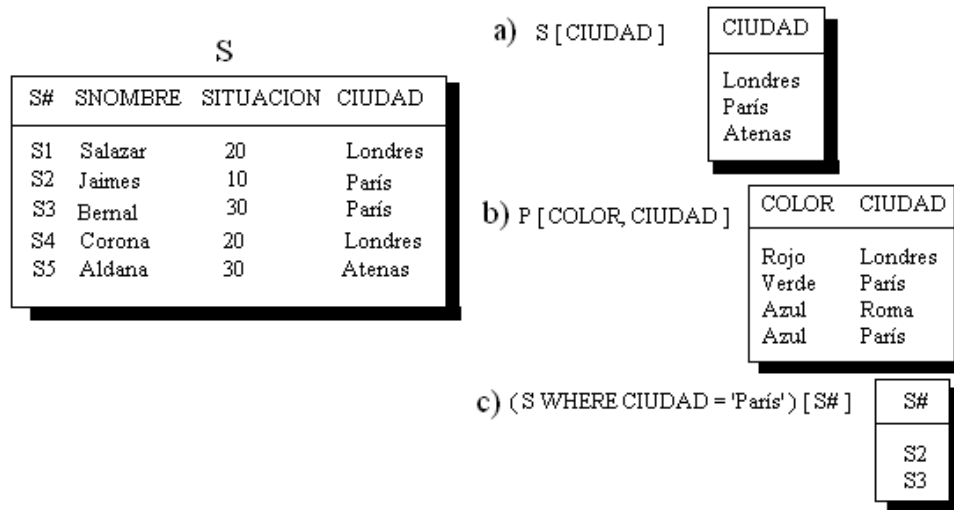 S
S# SNOMBRE SITUACION CIUDAD
S1 Salazar 20 Londres
S2 Jaimes 10 París
S3 Bernal 30 París
S4 Corona 20 Londres
S5 Aldana 30 Atenas
a) S [ CIUDAD ]
CIUDAD
Londres
París
Atenas
b) P [ COLOR, CIUDAD ]
COLOR CIUDAD
Rojo Londres
Verde París
Azul Roma
Azul París
c) ( S WHERE CIUDAD = 'París' ) [ S# ]
S#
S2
S3